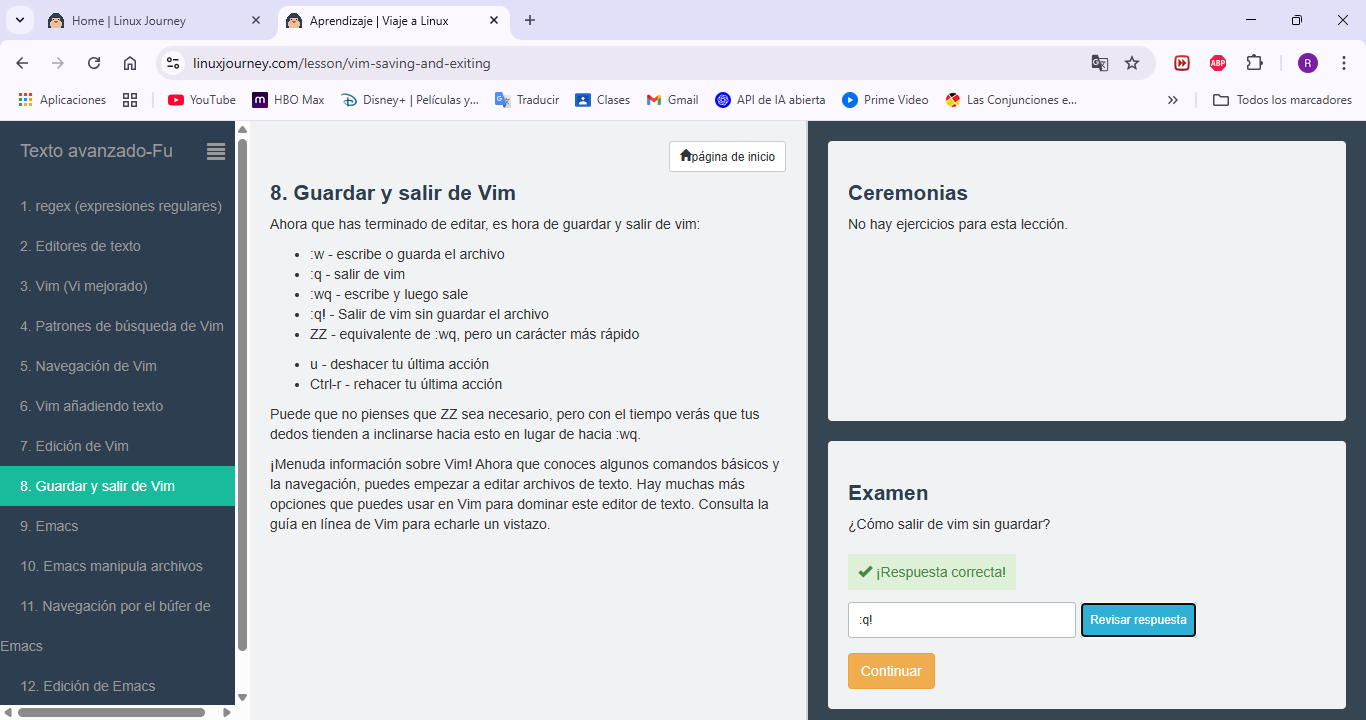 Home | Linux Journey
Aprendizaje | Viaje a Linux
linuxjourney.com/lesson/vim-saving-and-exiting
ABP
R
Aplicaciones
YouTube
HBO Max
Disney+ | Películas y...
Traducir
Clases
Gmail
API de IA abierta
Prime Video
Las Conjunciones e...
Todos los marcadores
Texto avanzado-Fu
1. regex (expresiones regulares)
2. Editores de texto
3. Vim (Vi mejorado)
4. Patrones de búsqueda de Vim
5. Navegación de Vim
6. Vim añadiendo texto
7. Edición de Vim
8. Guardar y salir de Vim
9. Emacs
10. Emacs manipula archivos
11. Navegación por el búfer de
Emacs
12. Edición de Emacs
página de inicio
8. Guardar y salir de Vim
Ahora que has terminado de editar, es hora de guardar y salir de vim:
• :w - escribe o guarda el archivo
• :q - salir de vim
• :wq - escribe y luego sale
• :q! - Salir de vim sin guardar el archivo
• ZZ - equivalente de :wq, pero un carácter más rápido
• u - deshacer tu última acción
• Ctrl-r - rehacer tu última acción
Puede que no pienses que ZZ sea necesario, pero con el tiempo verás que tus
dedos tienden a inclinarse hacia esto en lugar de hacia :wq.
¡Menuda información sobre Vim! Ahora que conoces algunos comandos básicos y
la navegación, puedes empezar a editar archivos de texto. Hay muchas más
opciones que puedes usar en Vim para dominar este editor de texto. Consulta la
guía en línea de Vim para echarle un vistazo.
Ceremonias
No hay ejercicios para esta lección.
Examen
¿Cómo salir de vim sin guardar?
¡Respuesta correcta!
:q!
Revisar respuesta
Continuar